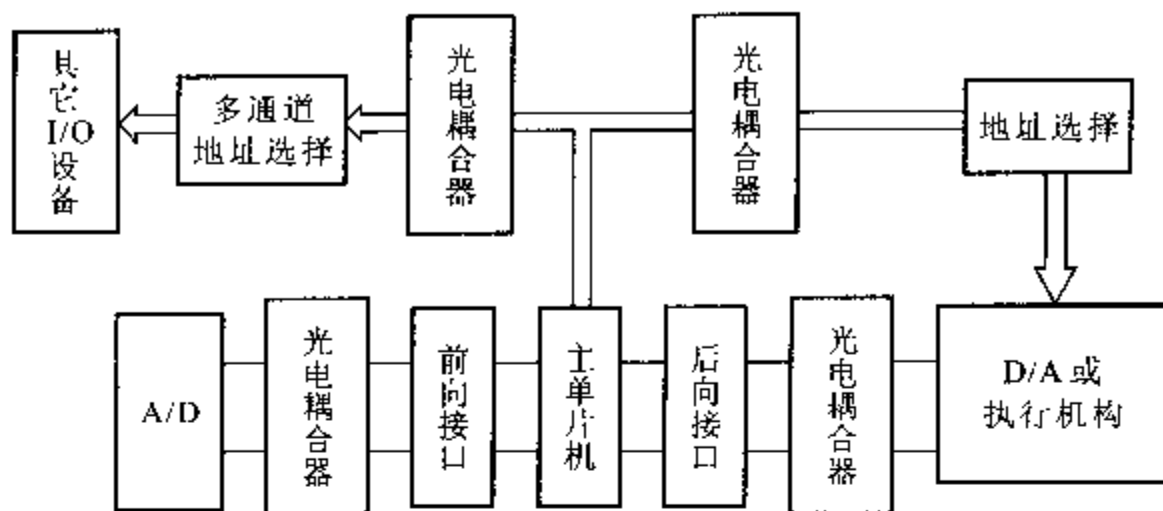 其它
I/O
设备
多通道
地址选择
光电耦合器
光电耦合器
地址选择
A/D
光电耦合器
前向接口
主单片机
后向接口
光电耦合器
D/A 或
执行机构